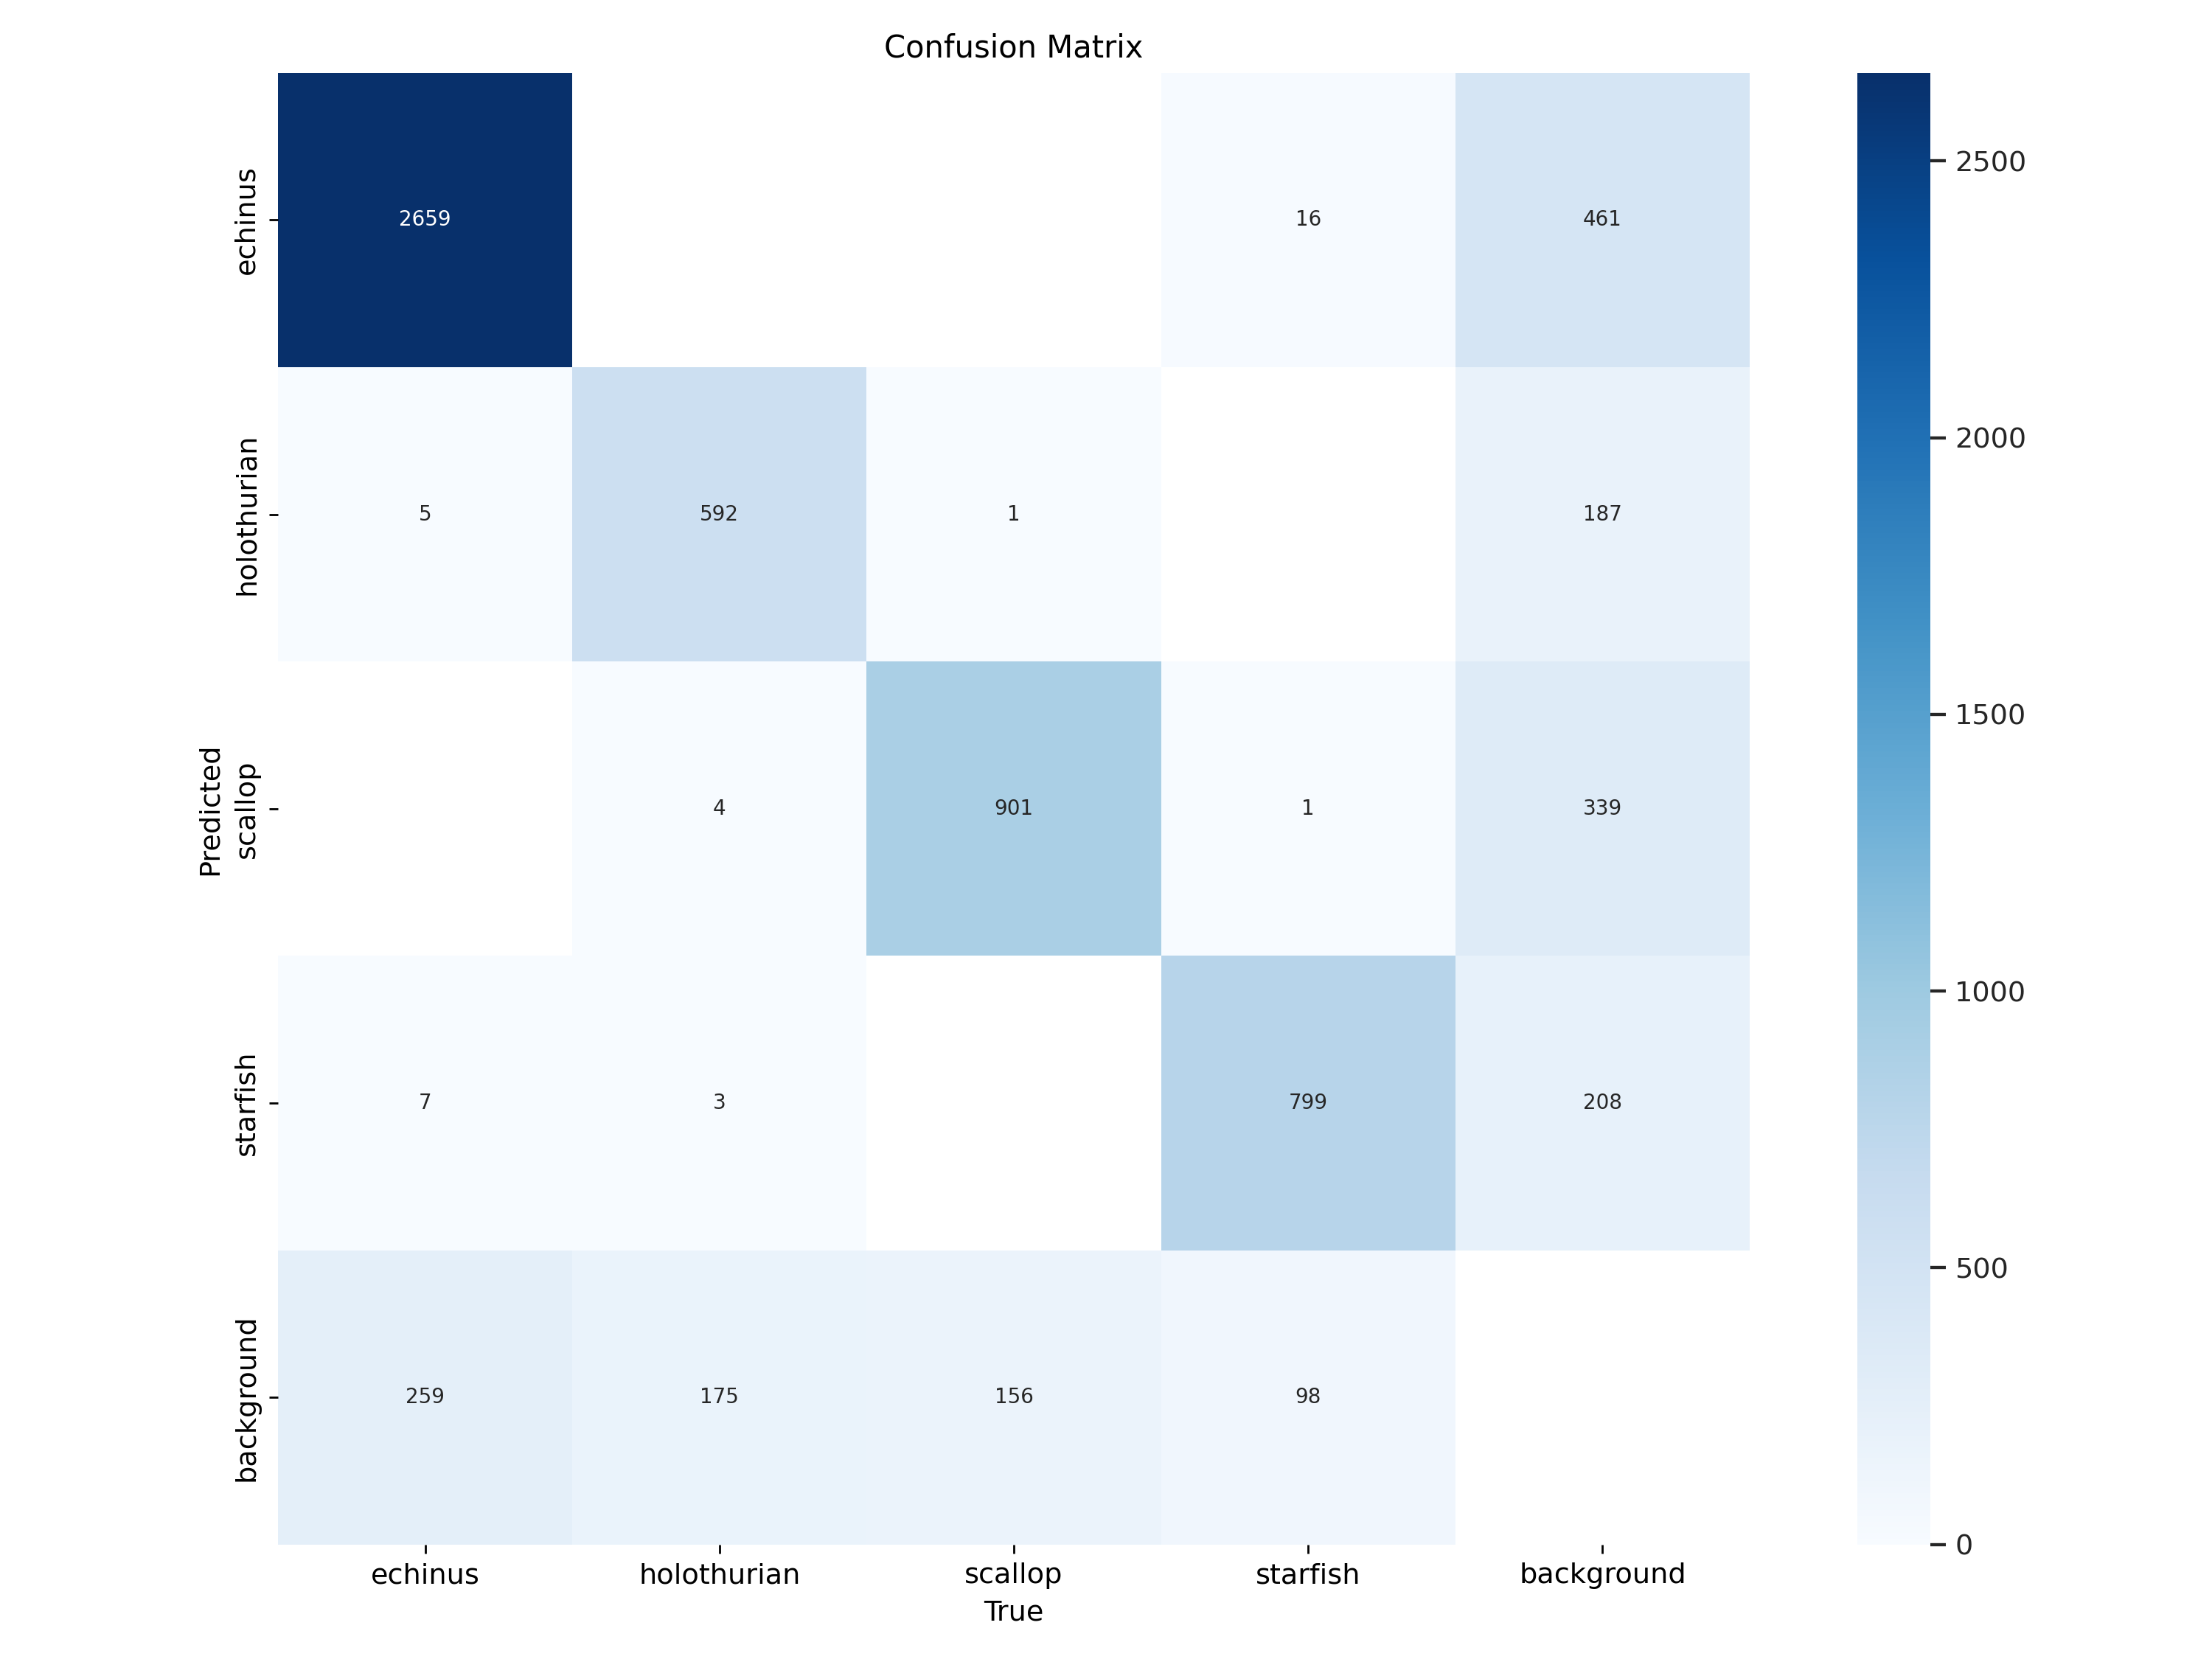 Confusion Matrix
echinus
2659
16
461
holothurian
5
592
1
187
Predicted
scallop
4
901
1
339
starfish
7
3
799
208
background
259
175
156
98
echinus
holothurian
scallop
starfish
background
True
2500
2000
1500
1000
500
0